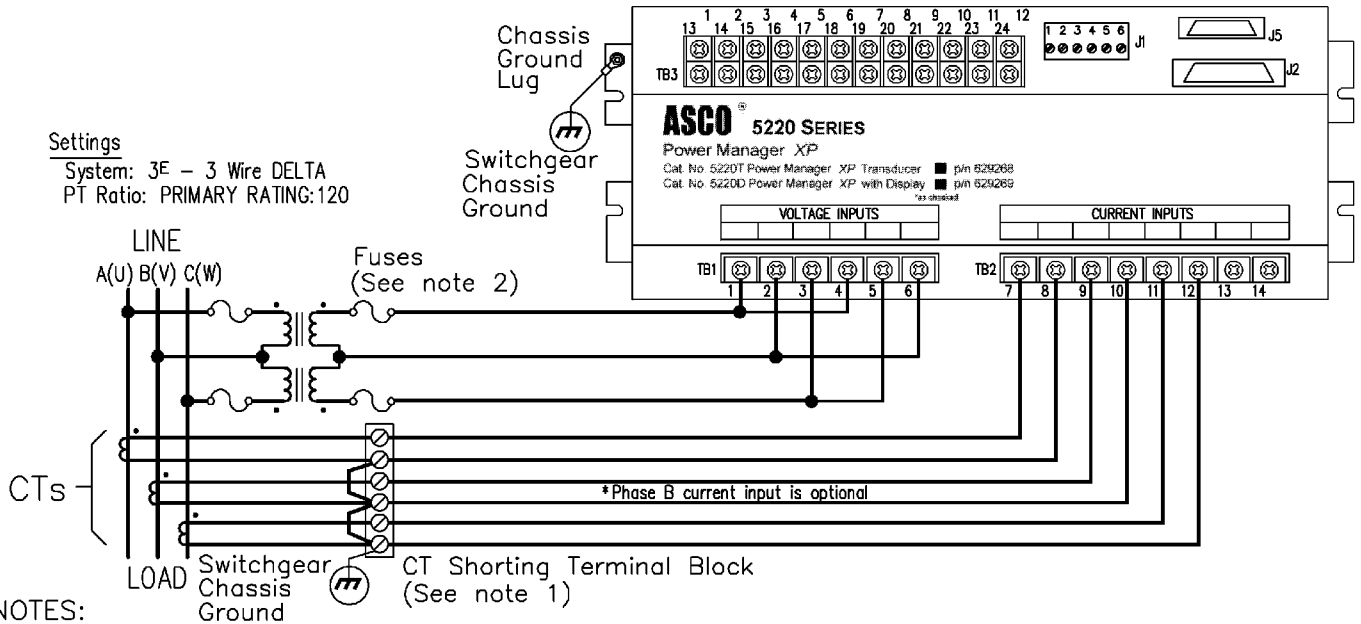 Chassis
Ground
Lug
1 2 3 4 5 6 7 8 9 10 11 12
13 14 15 16 17 18 19 20 21 22 23 24
TB3
1 2 3 4 5 6
J1
J5
J2
ASCO ® 5220 SERIES
Power Manager XP
Cat. No. 5220T Power Manager XP Transducer ■ p/n 629268
Cat. No. 5220D Power Manager XP with Display ■ p/n 629269
*as checked
Switchgear
Chassis
Ground
Settings
System: 3E – 3 Wire DELTA
PT Ratio: PRIMARY RATING:120
VOLTAGE INPUTS
CURRENT INPUTS
LINE
A(U) B(V) C(W)
Fuses
(See note 2)
TB1
1 2 3 4 5 6
TB2
7 8 9 10 11 12 13 14
CTs
*Phase B current input is optional
LOAD
Switchgear
Chassis
Ground
CT Shorting Terminal Block
(See note 1)
NOTES: